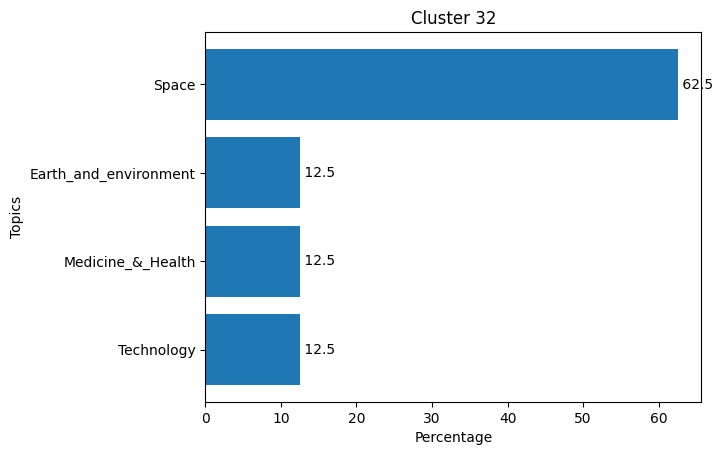 Cluster 32
Space
62.5
Earth_and_environment
12.5
Medicine_&_Health
12.5
Technology
12.5
Topics
0 10 20 30 40 50 60
Percentage